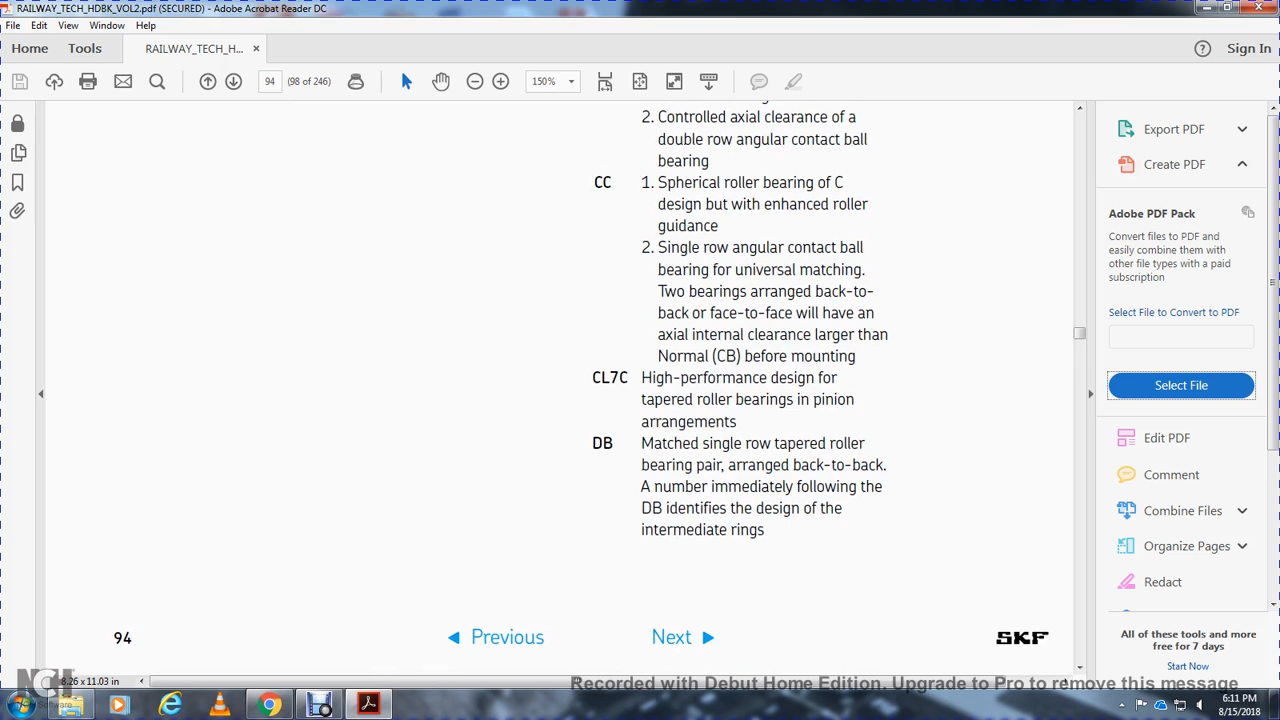 RAILWAY_TECH_HDBK_VOL2.pdf (SECURED) - Adobe Acrobat Reader DC
File Edit View Window Help
Home Tools RAILWAY_TECH_H... × Sign In
94 (98 of 246) 150%
2. Controlled axial clearance of a
double row angular contact ball
bearing
CC 1. Spherical roller bearing of C
design but with enhanced roller
guidance
2. Single row angular contact ball
bearing for universal matching.
Two bearings arranged back-to-
back or face-to-face will have an
axial internal clearance larger than
Normal (CB) before mounting
CL7C High-performance design for
tapered roller bearings in pinion
arrangements
DB Matched single row tapered roller
bearing pair, arranged back-to-back.
A number immediately following the
DB identifies the design of the
intermediate rings
94 Previous Next SKF
8.26 x 11.03 in
Export PDF
Create PDF
Adobe PDF Pack
Convert files to PDF and
easily combine them with
other file types with a paid
subscription
Select File to Convert to PDF
Select File
Edit PDF
Comment
Combine Files
Organize Pages
Redact
All of these tools and more
free for 7 days
Start Now
NCH
Software
Recorded with Debut Home Edition. Upgrade to Pro to remove this message
6:11 PM
8/15/2018